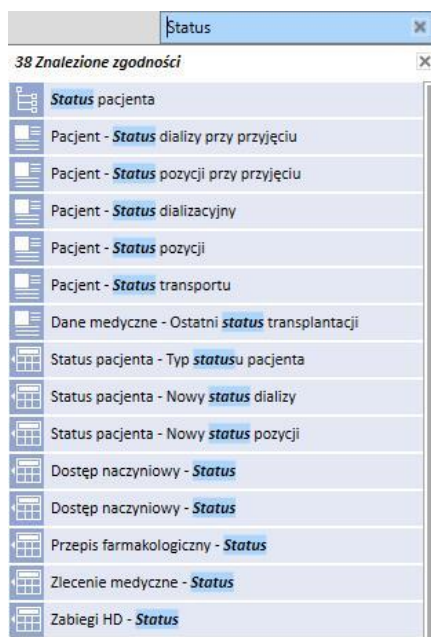 Status
38 Znalezione zgodności
Status pacjenta
Pacjent - Status dializy przy przyjęciu
Pacjent - Status pozycji przy przyjęciu
Pacjent - Status dializacyjny
Pacjent - Status pozycji
Pacjent - Status transportu
Dane medyczne - Ostatni status transplantacji
Status pacjenta - Typ statusu pacjenta
Status pacjenta - Nowy status dializy
Status pacjenta - Nowy status pozycji
Dostęp naczyniowy - Status
Dostęp naczyniowy - Status
Przepis farmakologiczny - Status
Zlecenie medyczne - Status
Zabiegi HD - Status